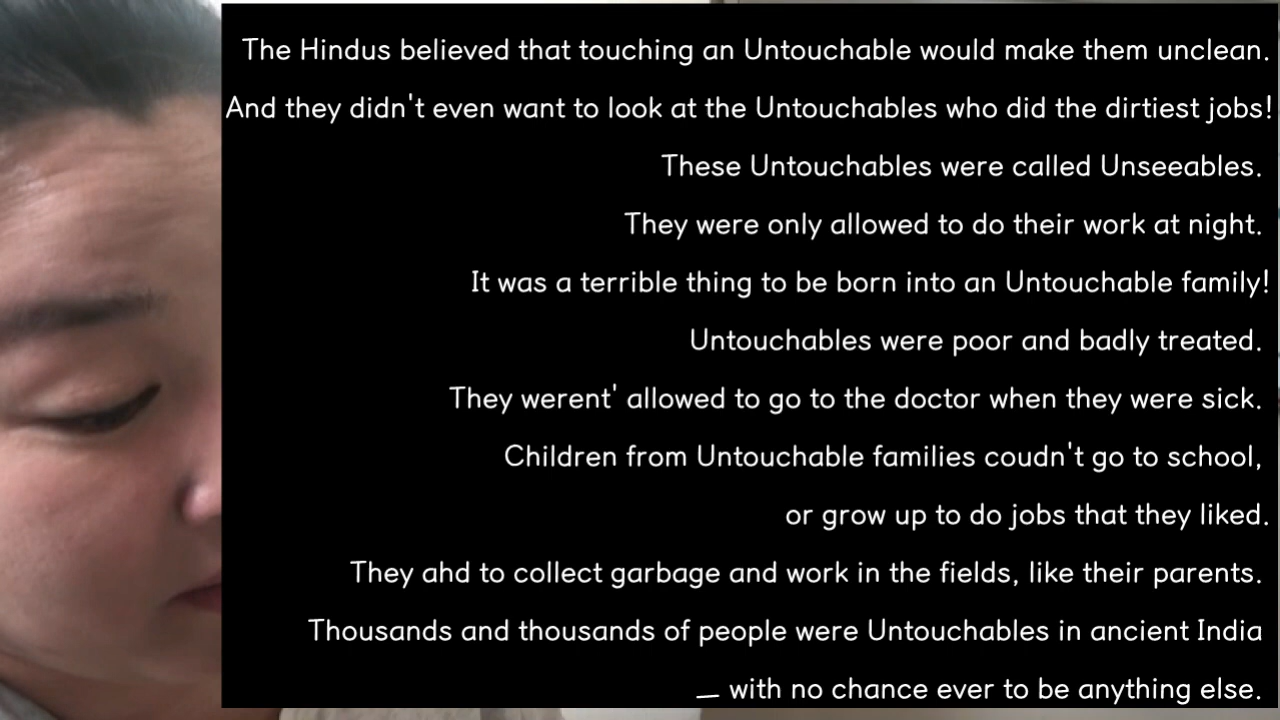 The Hindus believed that touching an Untouchable would make them unclean.
And they didn't even want to look at the Untouchables who did the dirtiest jobs!
These Untouchables were called Unseeables.
They were only allowed to do their work at night.
It was a terrible thing to be born into an Untouchable family!
Untouchables were poor and badly treated.
They werent' allowed to go to the doctor when they were sick.
Children from Untouchable families coudn't go to school,
or grow up to do jobs that they liked.
They ahd to collect garbage and work in the fields, like their parents.
Thousands and thousands of people were Untouchables in ancient India
— with no chance ever to be anything else.